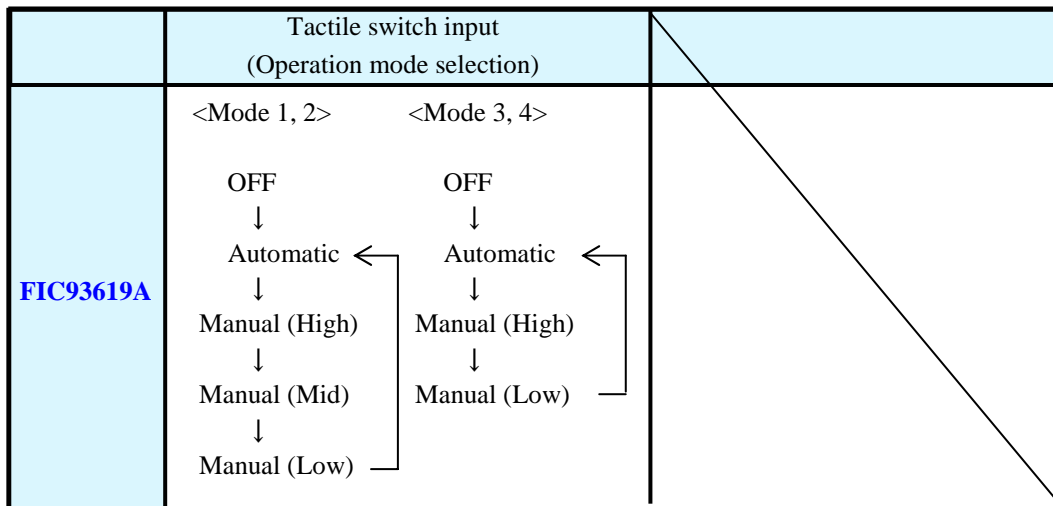 Tactile switch input
(Operation mode selection)
FIC93619A
<Mode 1, 2>
OFF
↓
Automatic
↓
Manual (High)
↓
Manual (Mid)
↓
Manual (Low)
<Mode 3, 4>
OFF
↓
Automatic
↓
Manual (High)
↓
Manual (Low)